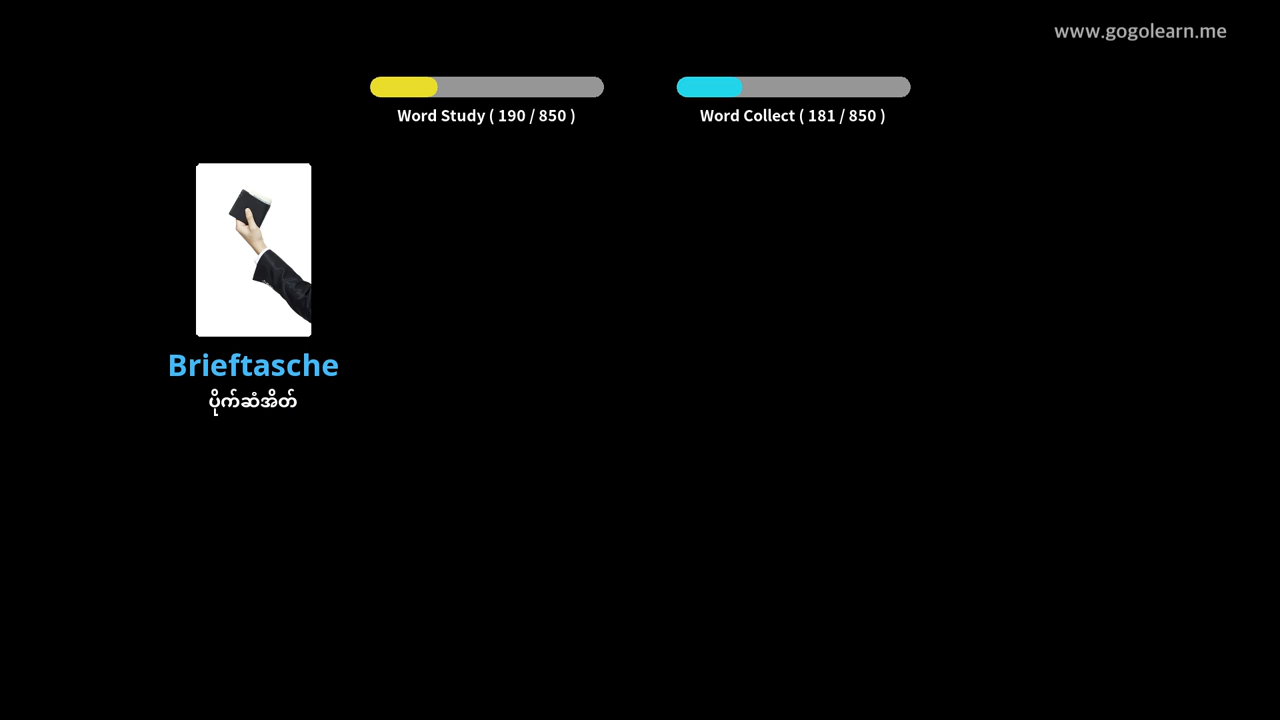 www.gogolearn.me
Word Study ( 190 / 850 )
Word Collect ( 181 / 850 )
Brieftasche
ပိုက်ဆံအိတ်